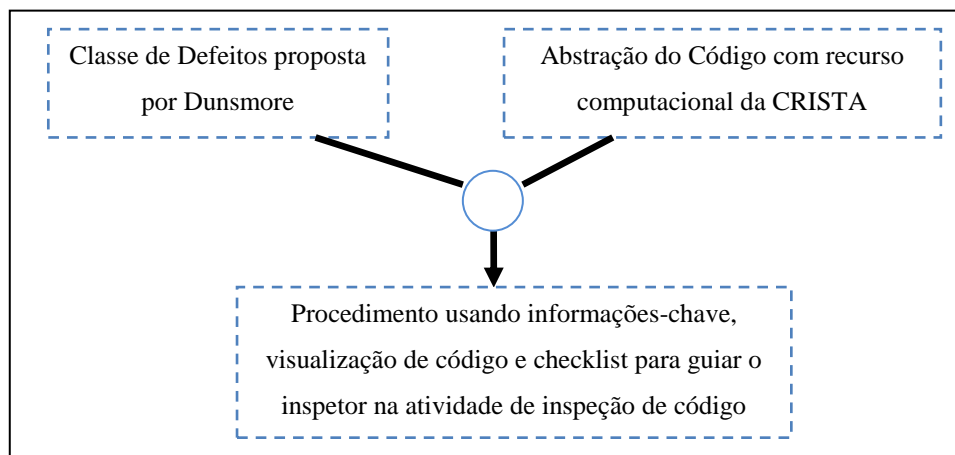 Classe de Defeitos proposta
por Dunsmore
Abstração do Código com recurso
computacional da CRISTA
Procedimento usando informações-chave,
visualização de código e checklist para guiar o
inspetor na atividade de inspeção de código